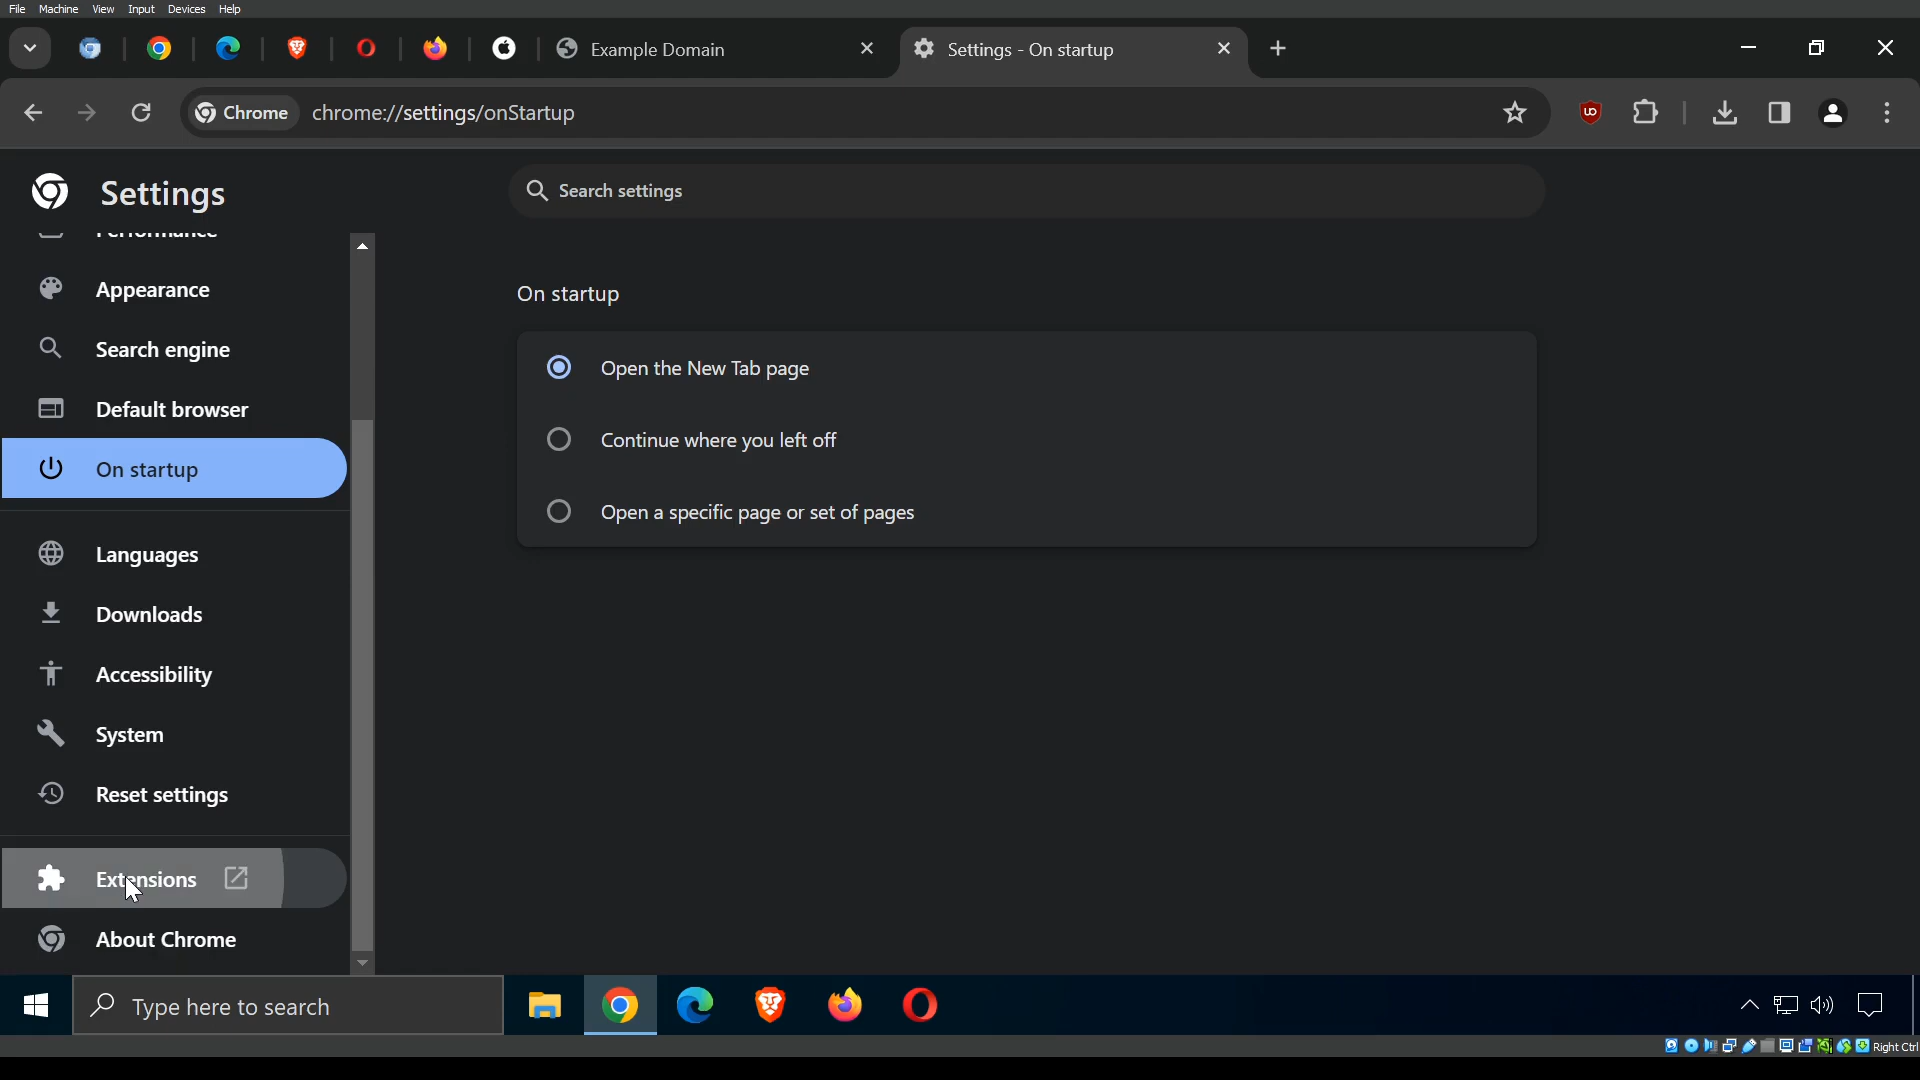 File Machine View Input Devices Help
Example Domain
Settings - On startup
Chrome
chrome://settings/onStartup
Settings
Search settings
Performance
Appearance
Search engine
Default browser
On startup
Languages
Downloads
Accessibility
System
Reset settings
Extensions
About Chrome
On startup
Open the New Tab page
Continue where you left off
Open a specific page or set of pages
Type here to search
Right Ctrl